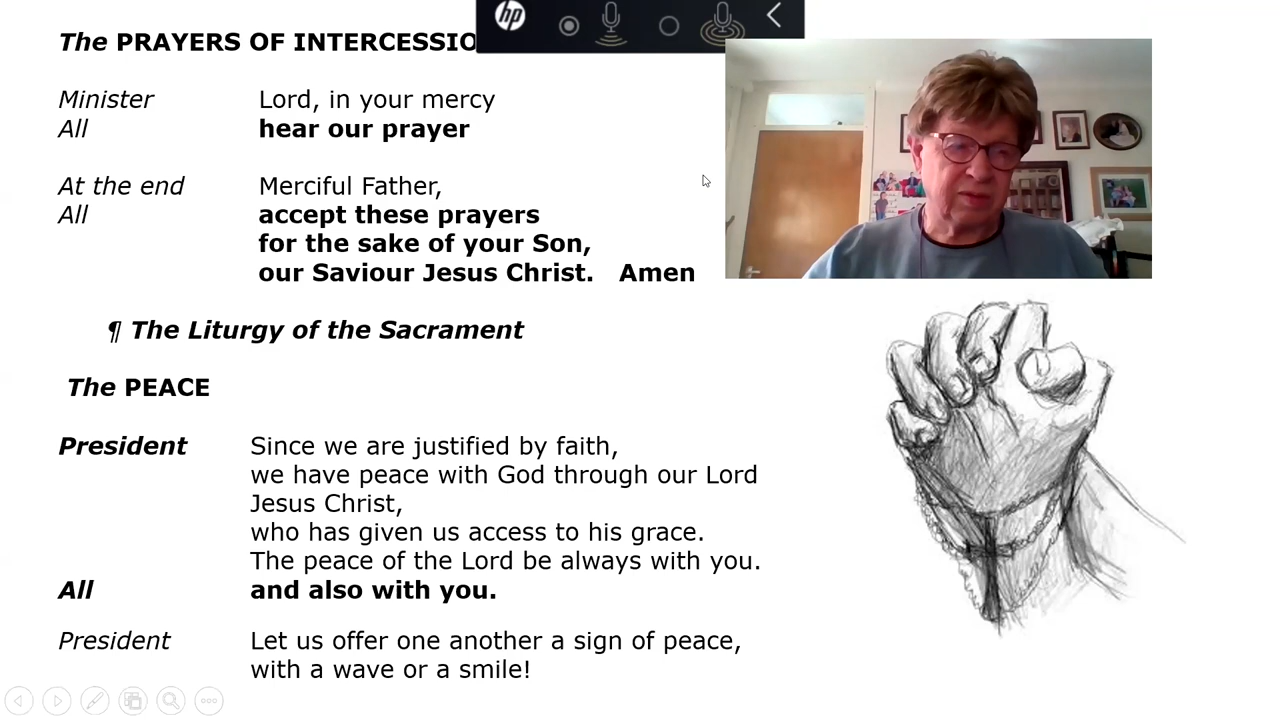 hp
The PRAYERS OF INTERCESSIO
Minister Lord, in your mercy
All hear our prayer
At the end Merciful Father,
All accept these prayers
for the sake of your Son,
our Saviour Jesus Christ. Amen
¶ The Liturgy of the Sacrament
The PEACE
President Since we are justified by faith,
we have peace with God through our Lord
Jesus Christ,
who has given us access to his grace.
The peace of the Lord be always with you.
All and also with you.
President Let us offer one another a sign of peace,
with a wave or a smile!